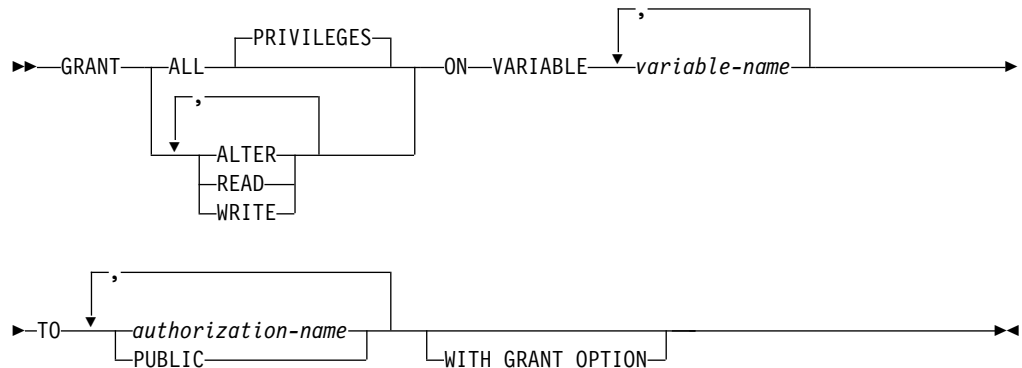 ,
PRIVILEGES
GRANT ALL ON VARIABLE variable-name
,
ALTER
READ
WRITE
,
TO authorization-name
PUBLIC WITH GRANT OPTION